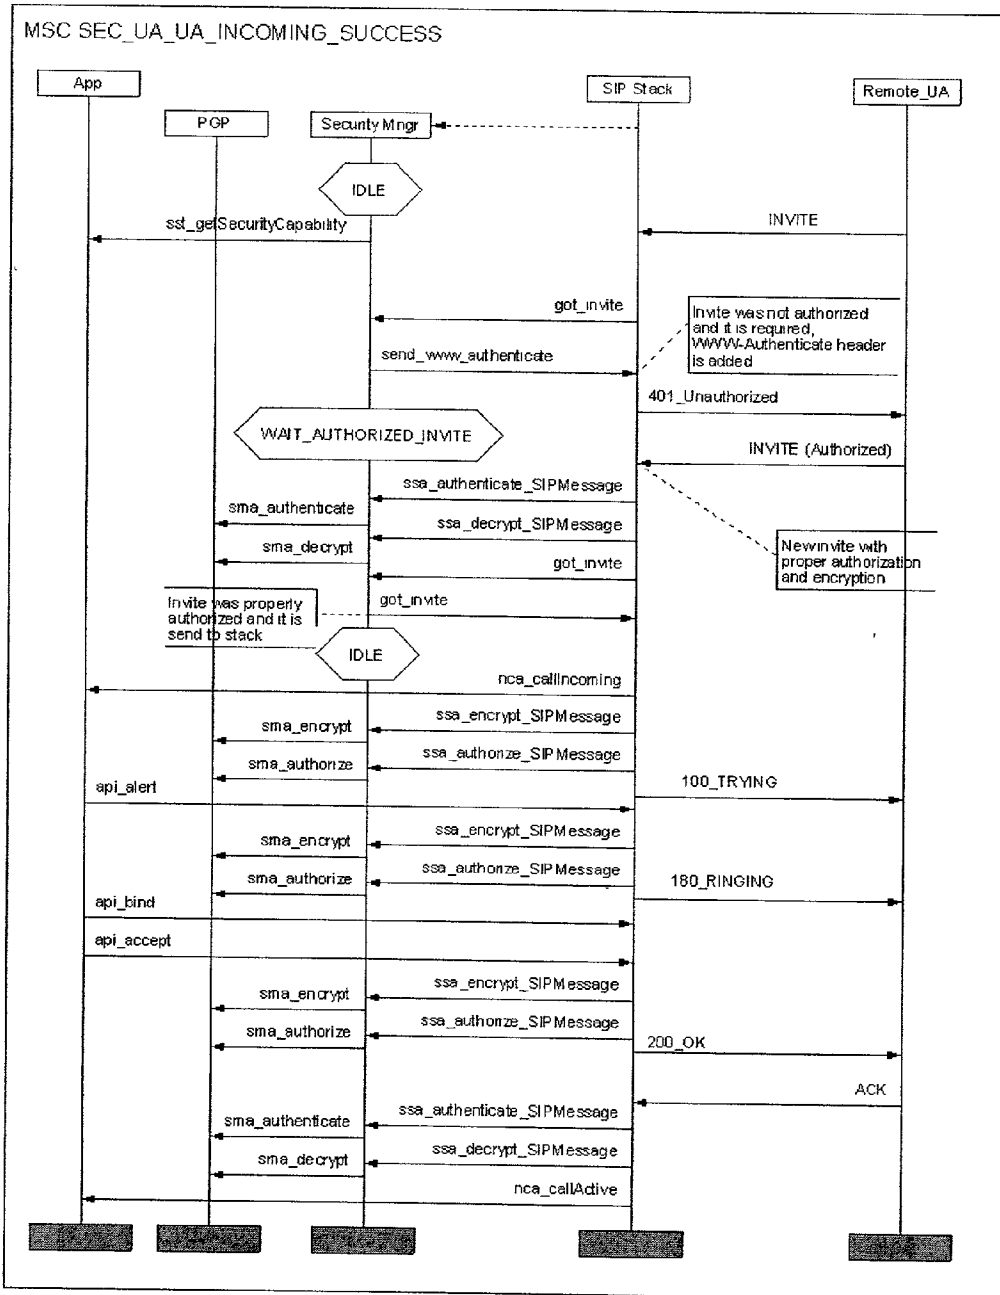 MSC SEC_UA_UA_INCOMING_SUCCESS
App
SIP Stack
Remote_UA
PGP
Security Mngr
IDLE
sst_getSecurityCapability
INVITE
got_invite
Invite was not authorized
and it is required,
WWW-Authenticate header
is added
send_www_authenticate
401_Unauthorized
WAIT_AUTHORIZED_INVITE
INVITE (Authorized)
ssa_authenticate_SIPMessage
sma_authenticate
ssa_decrypt_SIPMessage
sma_decrypt
got_invite
New invite with
proper authorization
and encryption
Invite was properly
authorized and it is
send to stack
got_invite
IDLE
nca_callIncoming
ssa_encrypt_SIPMessage
sma_encrypt
ssa_authorize_SIPMessage
sma_authorize
100_TRYING
api_alert
ssa_encrypt_SIPMessage
sma_encrypt
ssa_authorize_SIPMessage
sma_authorize
180_RINGING
api_bind
api_accept
ssa_encrypt_SIPMessage
sma_encrypt
ssa_authorize_SIPMessage
sma_authorize
200_OK
ACK
ssa_authenticate_SIPMessage
sma_authenticate
ssa_decrypt_SIPMessage
sma_decrypt
nca_callActive